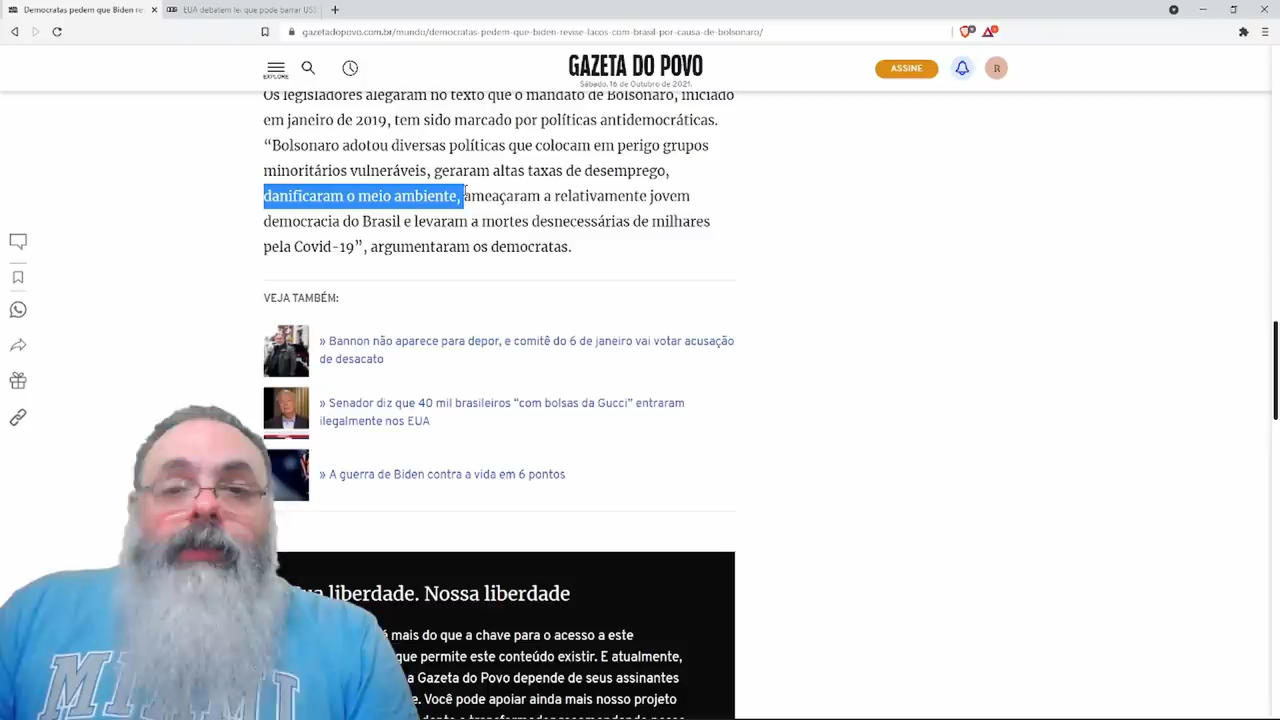 Democratas pedem que Biden re
EUA debatem lei que pode barrar US
gazetadopovo.com.br/mundo/democratas-pedem-que-biden-revise-lacos-com-brasil-por-causa-de-bolsonaro/
EXPLORE
GAZETA DO POVO
Sábado, 16 de Outubro de 2021.
ASSINE
R
Os legisladores alegaram no texto que o mandato de Bolsonaro, iniciado
em janeiro de 2019, tem sido marcado por políticas antidemocráticas.
“Bolsonaro adotou diversas políticas que colocam em perigo grupos
minoritários vulneráveis, geraram altas taxas de desemprego,
danificaram o meio ambiente, ameaçaram a relativamente jovem
democracia do Brasil e levaram a mortes desnecessárias de milhares
pela Covid-19”, argumentaram os democratas.
VEJA TAMBÉM:
» Bannon não aparece para depor, e comitê do 6 de janeiro vai votar acusação
de desacato
» Senador diz que 40 mil brasileiros “com bolsas da Gucci” entraram
ilegalmente nos EUA
» A guerra de Biden contra a vida em 6 pontos
liberdade. Nossa liberdade
é mais do que a chave para o acesso a este
que permite este conteúdo existir. E atualmente,
a Gazeta do Povo depende de seus assinantes
Você pode apoiar ainda mais nosso projeto
MIAMI